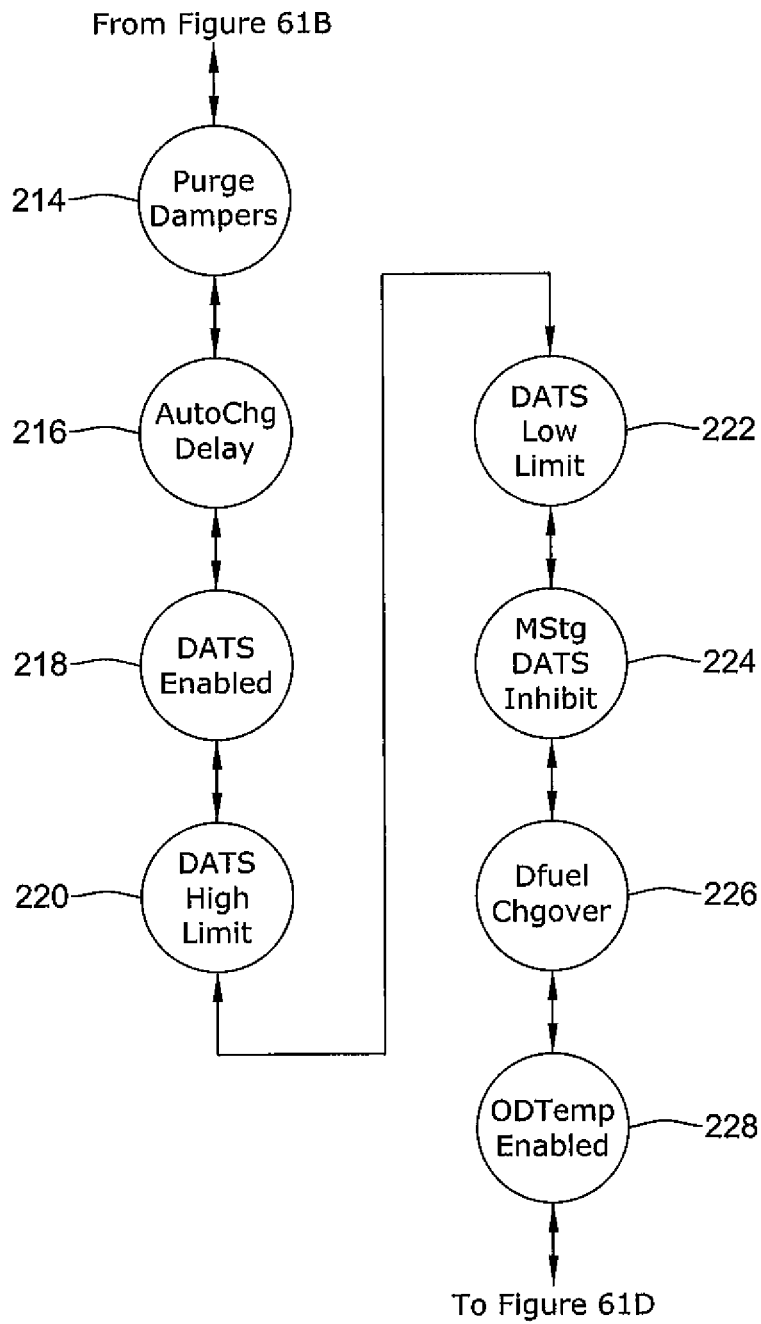 From Figure 61B
214
Purge
Dampers
216
AutoChg
Delay
218
DATS
Enabled
220
DATS
High
Limit
DATS
Low
Limit
222
MStg
DATS
Inhibit
224
Dfuel
Chgover
226
ODTemp
Enabled
228
To Figure 61D